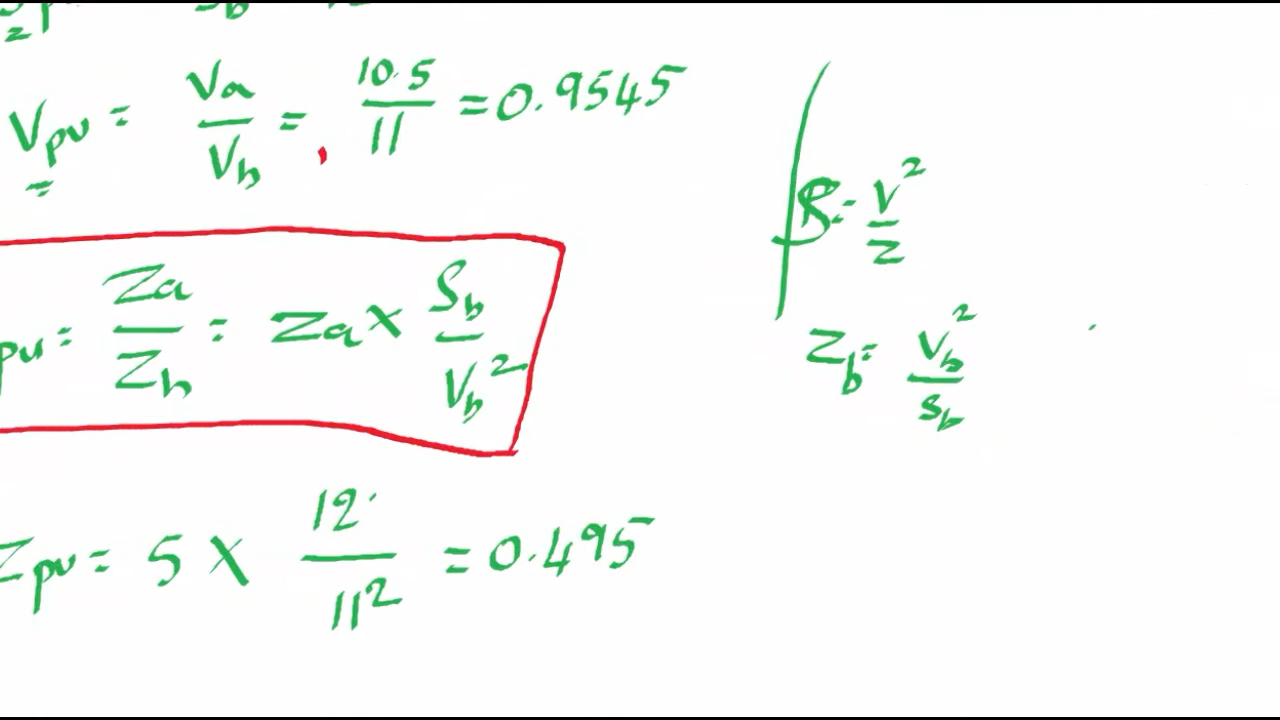 Vpu = Va/Vb = 10.5/11 = 0.9545
S = V²/Z
pu = Za/Zb = Za × Sb/Vb²
Zb = Vb²/Sb
Zpu = 5 × 12/11² = 0.495